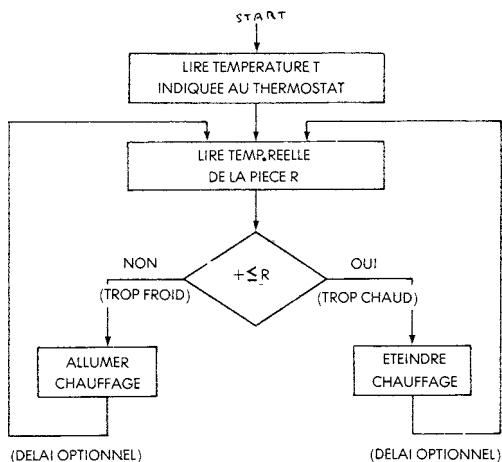 START
LIRE TEMPERATURE T
INDIQUEE AU THERMOSTAT
LIRE TEMP.REELLE
DE LA PIECE R
+ ≤ R
NON
(TROP FROID)
OUI
(TROP CHAUD)
ALLUMER
CHAUFFAGE
ETEINDRE
CHAUFFAGE
(DELAI OPTIONNEL)
(DELAI OPTIONNEL)